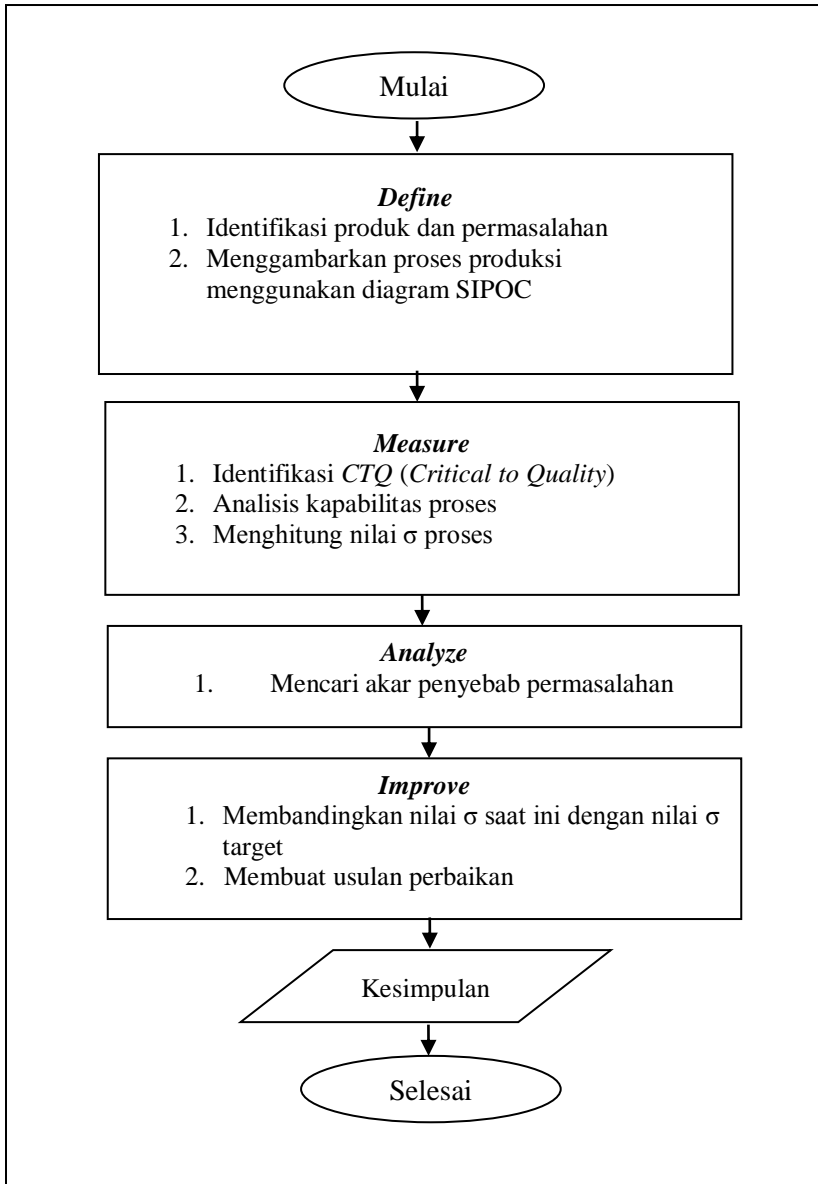 Mulai
Define
1. Identifikasi produk dan permasalahan
2. Menggambarkan proses produksi
menggunakan diagram SIPOC
Measure
1. Identifikasi CTQ (Critical to Quality)
2. Analisis kapabilitas proses
3. Menghitung nilai σ proses
Analyze
1. Mencari akar penyebab permasalahan
Improve
1. Membandingkan nilai σ saat ini dengan nilai σ
target
2. Membuat usulan perbaikan
Kesimpulan
Selesai